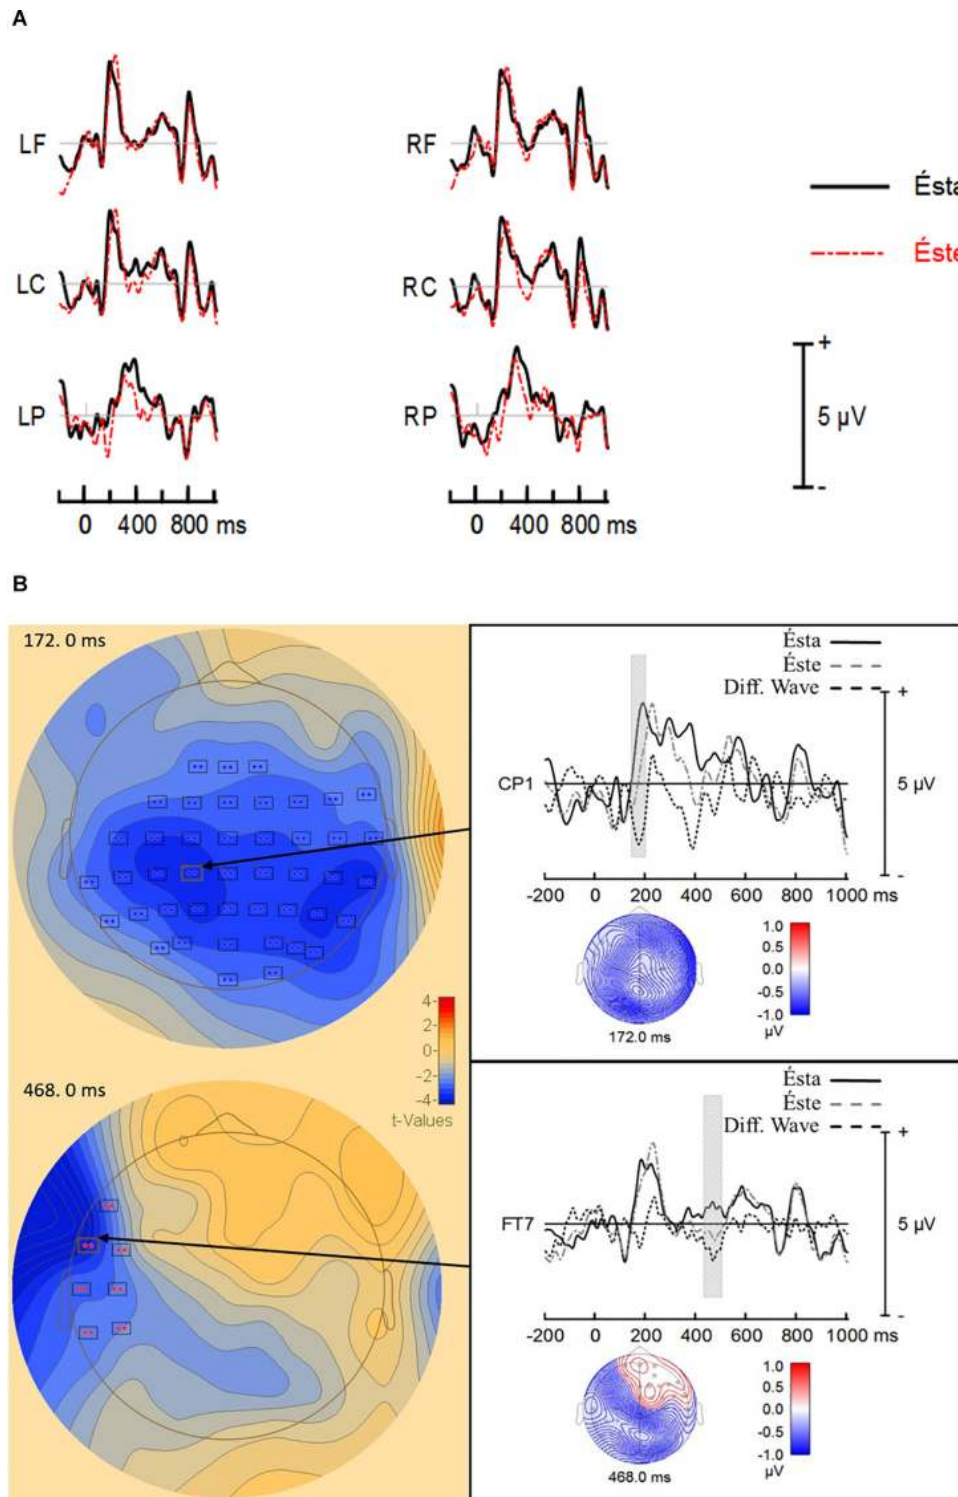 A
LF
RF
Ésta
LC
RC
Éste
LP
RP
+
5 µV
-
0 400 800 ms
0 400 800 ms
B
172. 0 ms
4-
2-
0-
-2-
-4-
t-Values
468. 0 ms
Ésta
Éste
Diff. Wave
+
CP1
5 µV
-
-200 0 200 400 600 800 1000 ms
1.0
0.5
0.0
-0.5
-1.0
µV
172.0 ms
Ésta
Éste
Diff. Wave
+
FT7
5 µV
-
-200 0 200 400 600 800 1000 ms
1.0
0.5
0.0
-0.5
-1.0
µV
468.0 ms